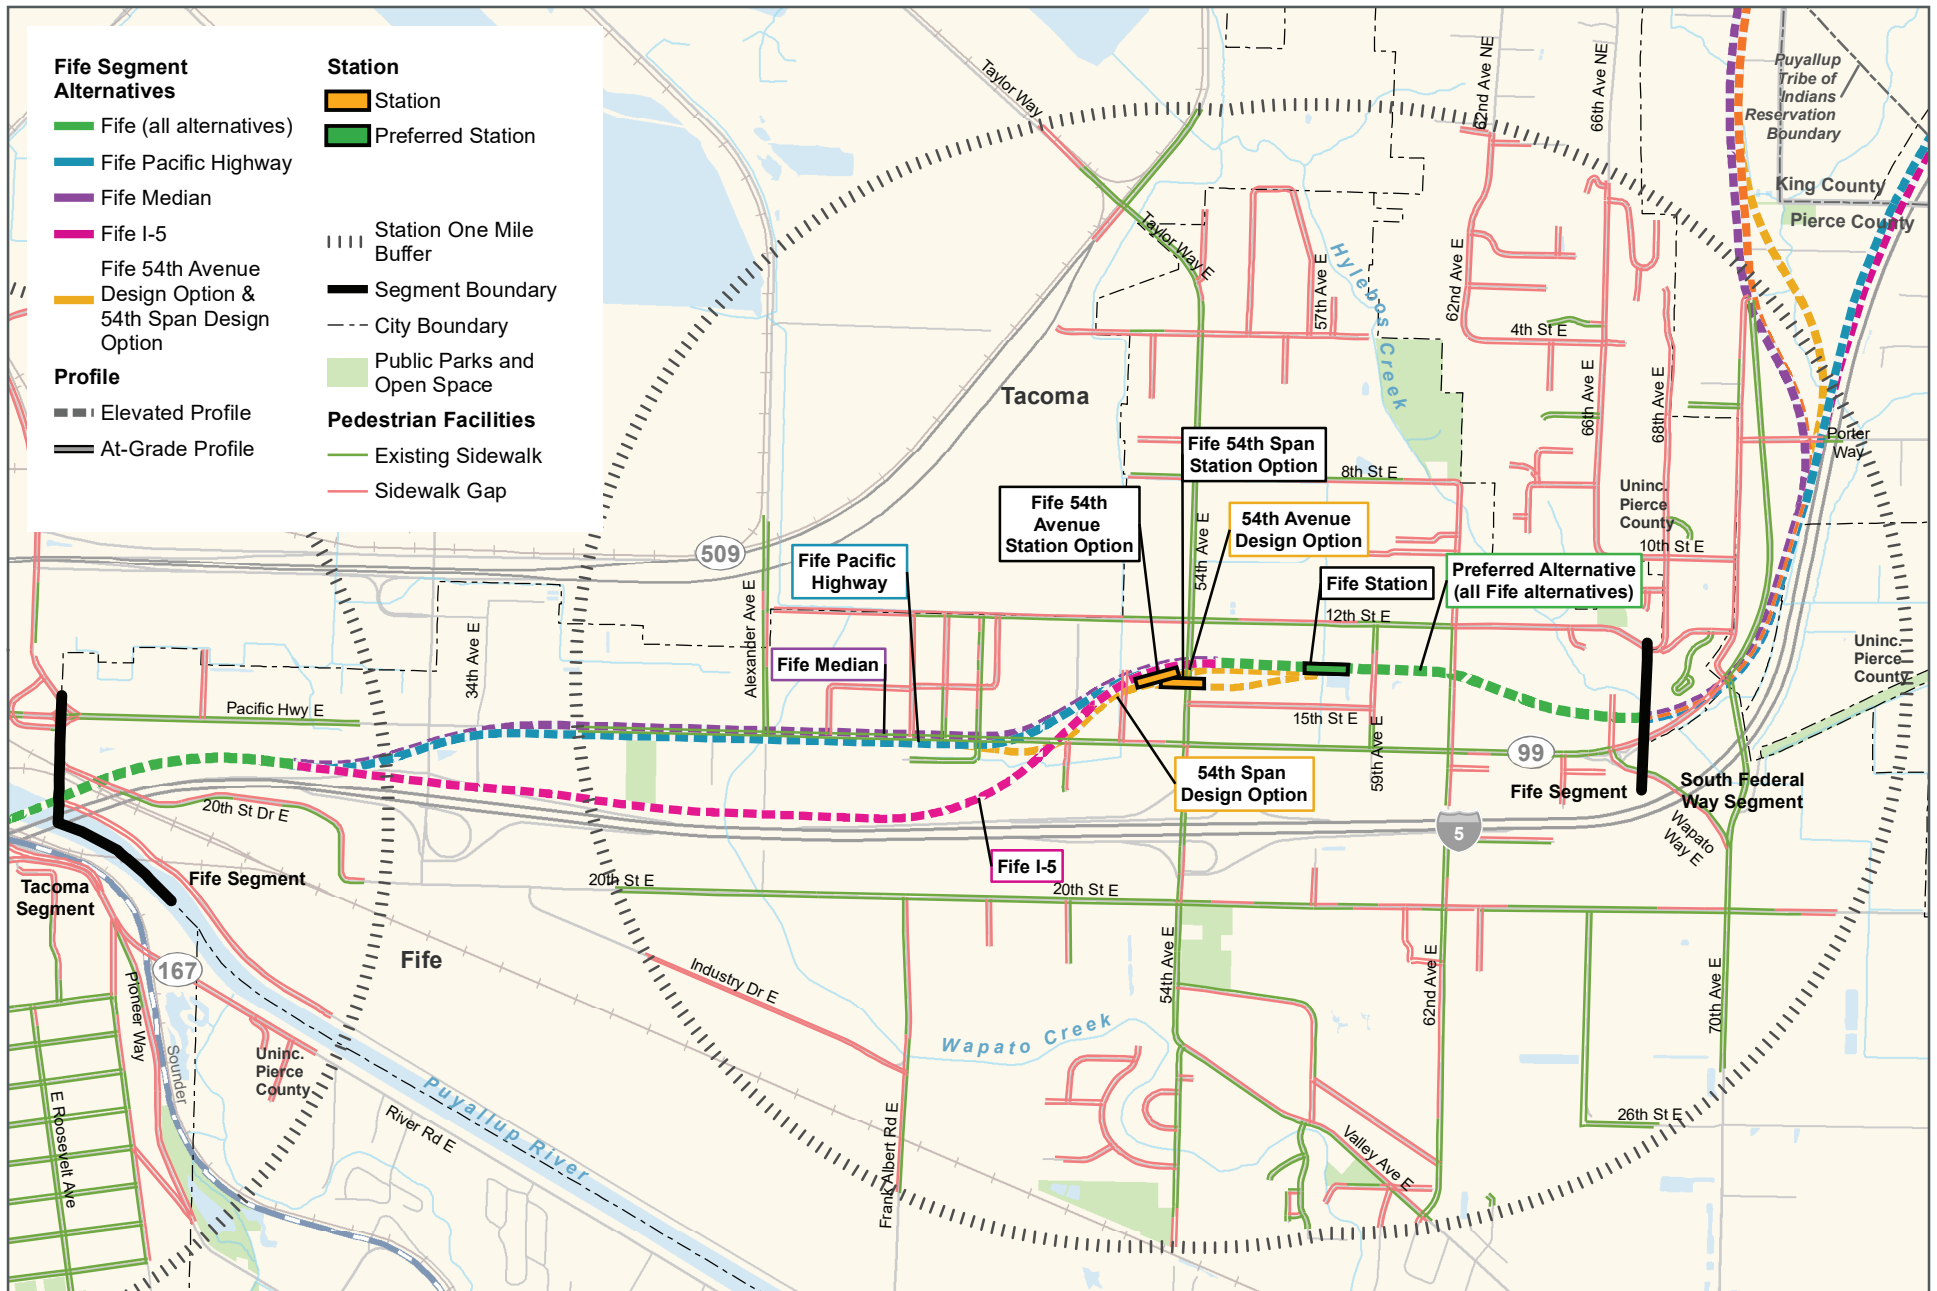 Fife Segment
Alternatives
Fife (all alternatives)
Fife Pacific Highway
Fife Median
Fife I-5
Fife 54th Avenue
Design Option &
54th Span Design
Option
Profile
Elevated Profile
At-Grade Profile
Station
Station
Preferred Station
Station One Mile
Buffer
Segment Boundary
City Boundary
Public Parks and
Open Space
Pedestrian Facilities
Existing Sidewalk
Sidewalk Gap
Taylor Way
Taylor Way E
62nd Ave NE
66th Ave NE
Puyallup
Tribe of
Indians
Reservation
Boundary
King County
Pierce County
Hylebos Creek
57th Ave E
62nd Ave E
4th St E
66th Ave E
68th Ave E
Tacoma
Porter
Way
Fife 54th Span
Station Option
8th St E
Fife 54th
Avenue
Station Option
54th Ave E
54th Avenue
Design Option
Uninc.
Pierce
County
10th St E
509
Fife Pacific
Highway
Fife Station
Preferred Alternative
(all Fife alternatives)
12th St E
Alexander Ave E
34th Ave E
Fife Median
Uninc.
Pierce
County
Pacific Hwy E
15th St E
59th Ave E
99
54th Span
Design Option
Fife Segment
South Federal
Way Segment
20th St Dr E
5
Wapato
Way E
Fife I-5
20th St E
20th St E
Tacoma
Segment
Fife Segment
Fife
167
Industry Dr E
54th Ave E
62nd Ave E
70th Ave E
Pioneer Way
Sounder
Uninc.
Pierce
County
Wapato Creek
Puyallup River
River Rd E
E Roosevelt Ave
Frank Albert Rd E
Valley Ave E
26th St E